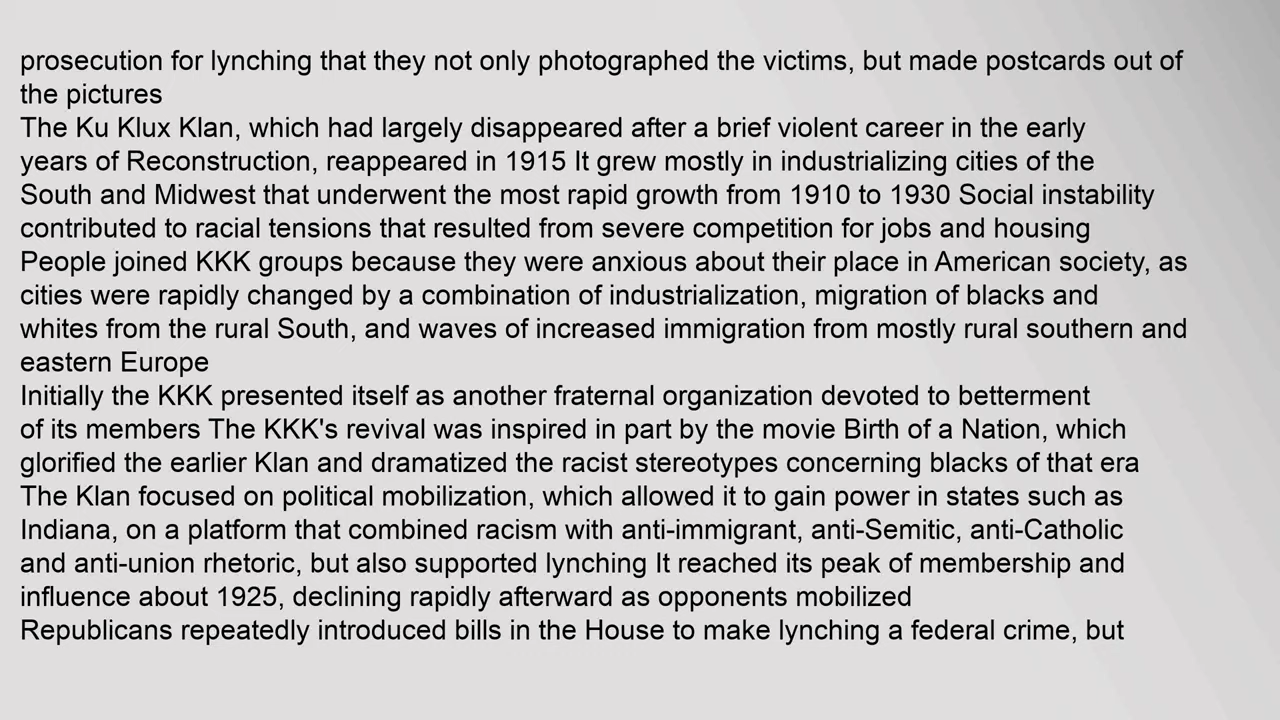 prosecution for lynching that they not only photographed the victims, but made postcards out of
the pictures
The Ku Klux Klan, which had largely disappeared after a brief violent career in the early
years of Reconstruction, reappeared in 1915 It grew mostly in industrializing cities of the
South and Midwest that underwent the most rapid growth from 1910 to 1930 Social instability
contributed to racial tensions that resulted from severe competition for jobs and housing
People joined KKK groups because they were anxious about their place in American society, as
cities were rapidly changed by a combination of industrialization, migration of blacks and
whites from the rural South, and waves of increased immigration from mostly rural southern and
eastern Europe
Initially the KKK presented itself as another fraternal organization devoted to betterment
of its members The KKK's revival was inspired in part by the movie Birth of a Nation, which
glorified the earlier Klan and dramatized the racist stereotypes concerning blacks of that era
The Klan focused on political mobilization, which allowed it to gain power in states such as
Indiana, on a platform that combined racism with anti-immigrant, anti-Semitic, anti-Catholic
and anti-union rhetoric, but also supported lynching It reached its peak of membership and
influence about 1925, declining rapidly afterward as opponents mobilized
Republicans repeatedly introduced bills in the House to make lynching a federal crime, but